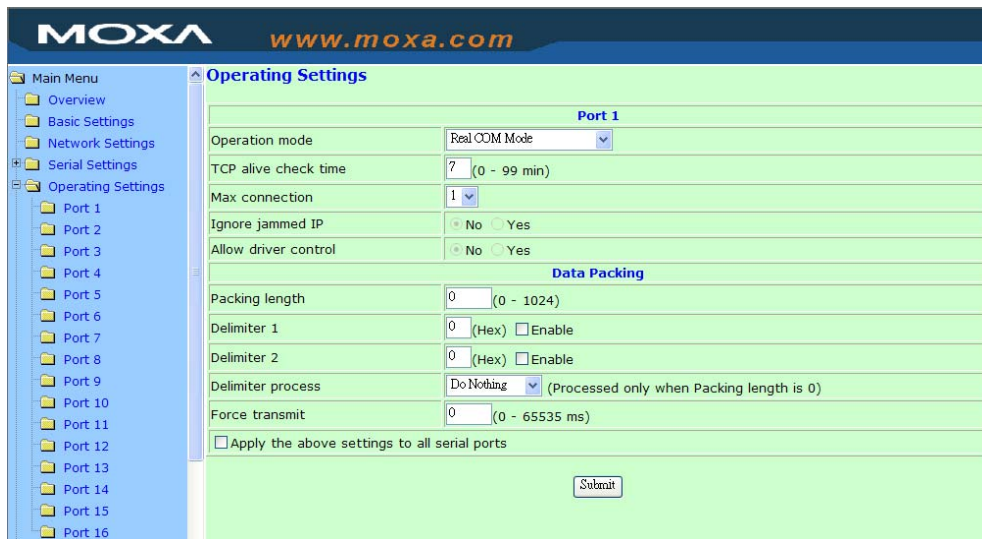 MOXA www.moxa.com
Main Menu
Overview
Basic Settings
Network Settings
Serial Settings
Operating Settings
Port 1
Port 2
Port 3
Port 4
Port 5
Port 6
Port 7
Port 8
Port 9
Port 10
Port 11
Port 12
Port 13
Port 14
Port 15
Port 16
Operating Settings
Port 1
Operation mode Real COM Mode
TCP alive check time 7 (0 - 99 min)
Max connection 1
Ignore jammed IP No Yes
Allow driver control No Yes
Data Packing
Packing length 0 (0 - 1024)
Delimiter 1 0 (Hex) Enable
Delimiter 2 0 (Hex) Enable
Delimiter process Do Nothing (Processed only when Packing length is 0)
Force transmit 0 (0 - 65535 ms)
Apply the above settings to all serial ports
Submit